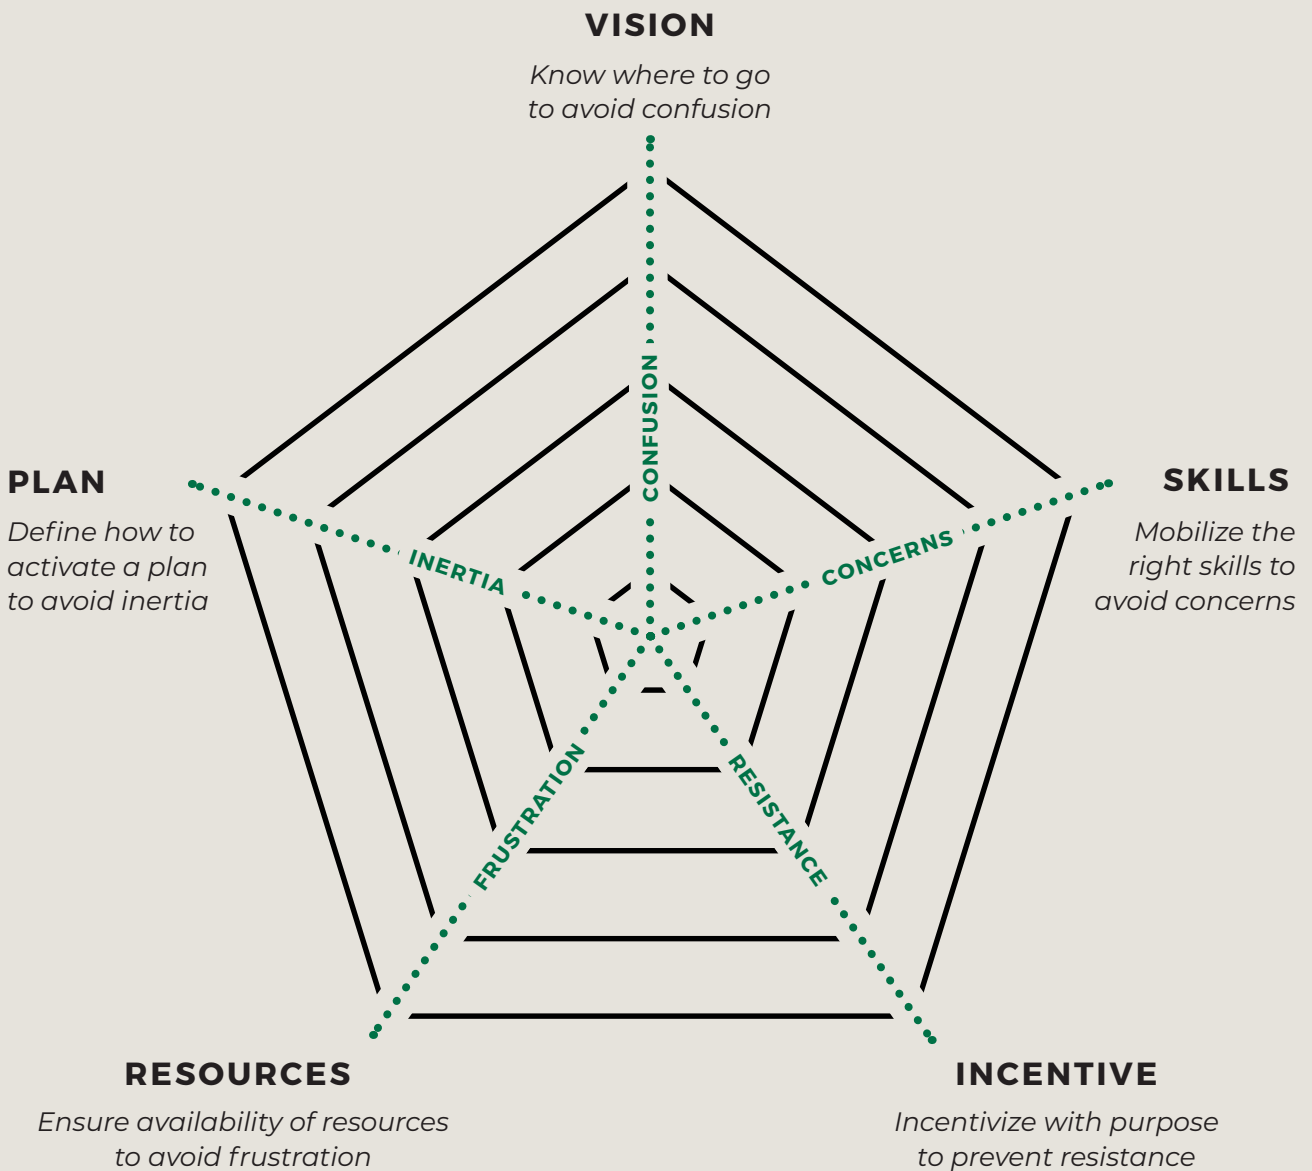 VISION
Know where to go
to avoid confusion
CONFUSION
PLAN
Define how to
activate a plan
to avoid inertia
INERTIA
CONCERNS
SKILLS
Mobilize the
right skills to
avoid concerns
FRUSTRATION
RESISTANCE
RESOURCES
Ensure availability of resources
to avoid frustration
INCENTIVE
Incentivize with purpose
to prevent resistance